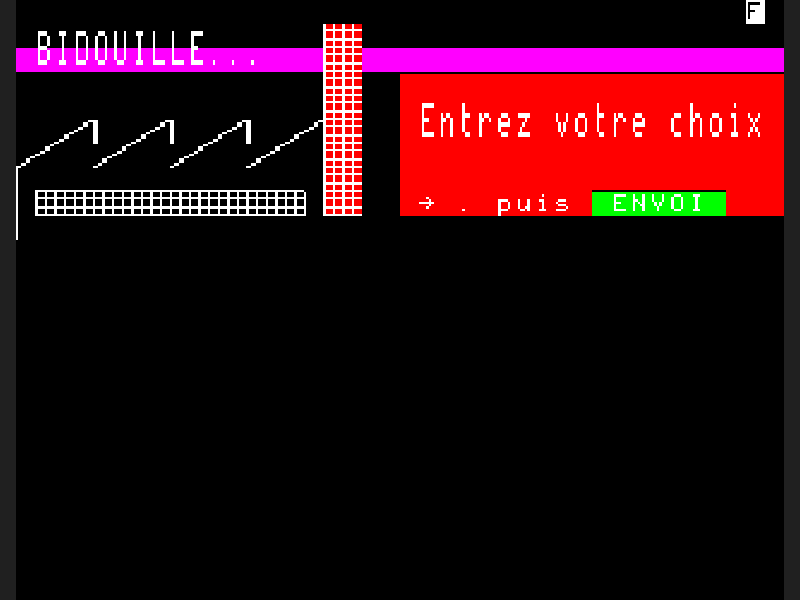 F
BIDOUILLE...
Entrez votre choix
→ . puis ENVOI